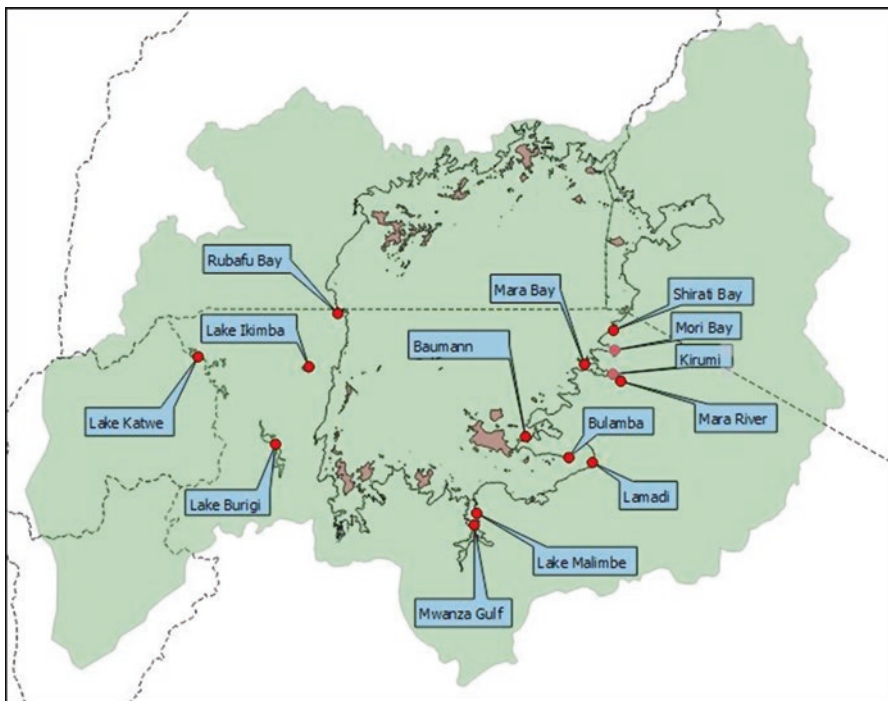 Rubafu Bay
Mara Bay
Shirati Bay
Mori Bay
Lake Ikimba
Baumann
Kirumi
Lake Katwe
Bulamba
Mara River
Lake Burigi
Lamadi
Lake Malimbe
Mwanza Gulf